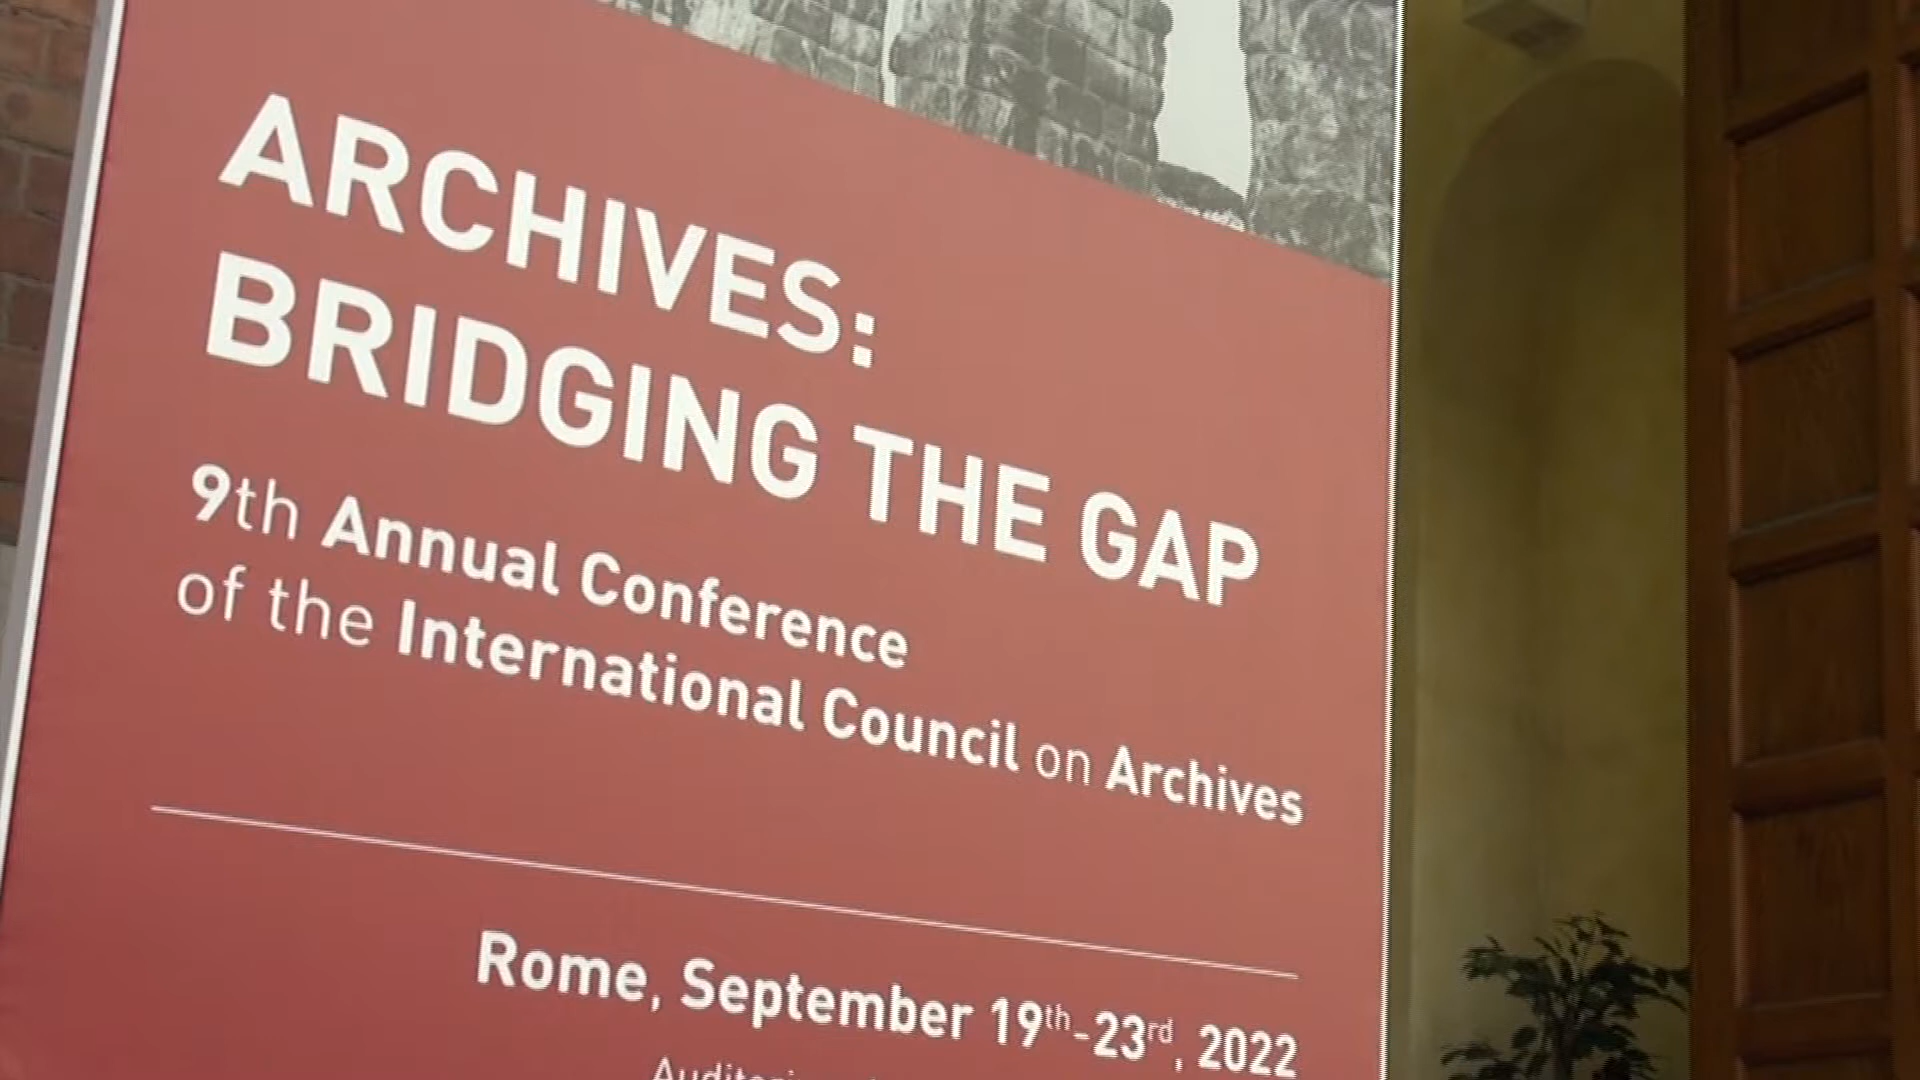 ARCHIVES:
BRIDGING THE GAP
9th Annual Conference
of the International Council on Archives
Rome, September 19th-23rd, 2022